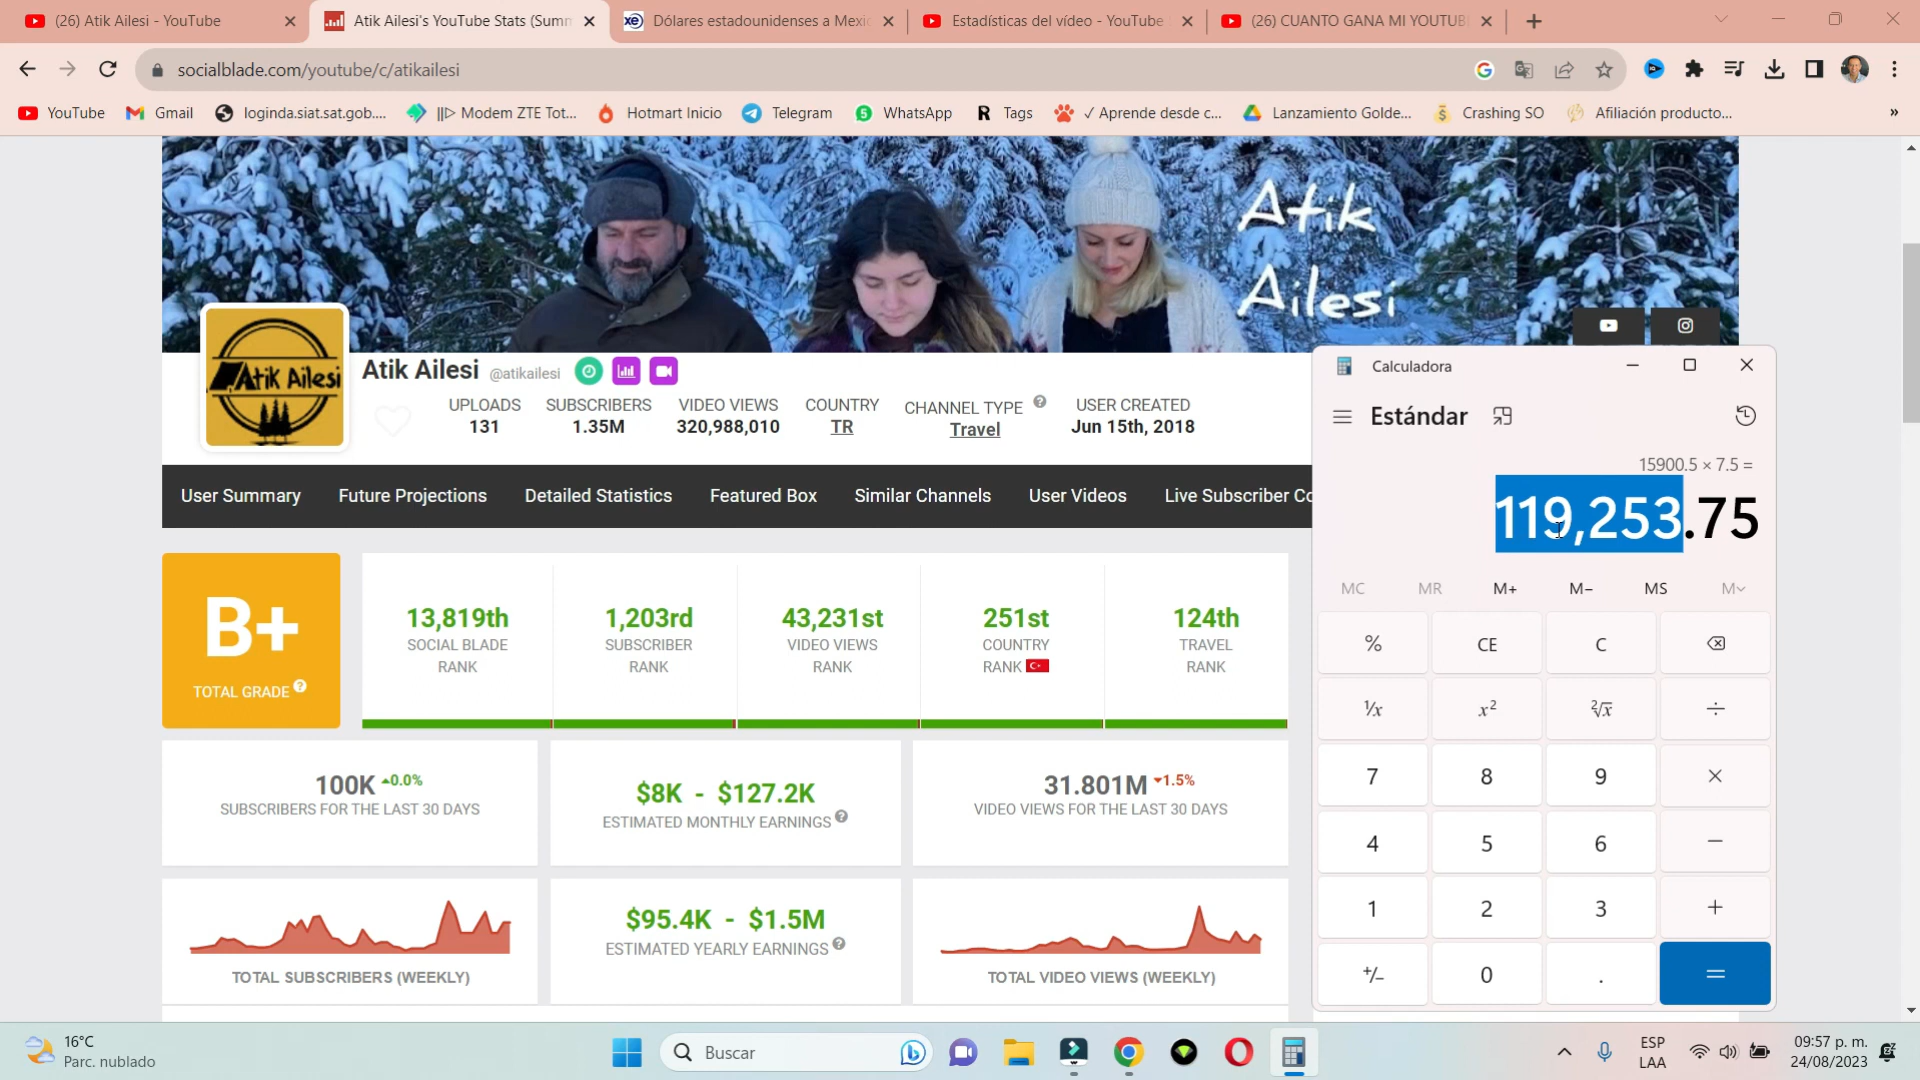 (26) Atik Ailesi - YouTube
Atik Ailesi's YouTube Stats (Summ
Dólares estadounidenses a Mexic
Estadísticas del vídeo - YouTube
(26) CUANTO GANA MI YOUTUB
socialblade.com/youtube/c/atikailesi
YouTube
Gmail
loginda.siat.sat.gob....
||▷ Modem ZTE Tot...
Hotmart Inicio
Telegram
WhatsApp
Tags
✓ Aprende desde c...
Lanzamiento Golde...
Crashing SO
Afiliación producto...
»
Atik
Ailesi
Atik Ailesi
Atik Ailesi @atikailesi
UPLOADS
131
SUBSCRIBERS
1.35M
VIDEO VIEWS
320,988,010
COUNTRY
TR
CHANNEL TYPE
Travel
USER CREATED
Jun 15th, 2018
User Summary
Future Projections
Detailed Statistics
Featured Box
Similar Channels
User Videos
Live Subscriber Co
B+
TOTAL GRADE
13,819th
SOCIAL BLADE
RANK
1,203rd
SUBSCRIBER
RANK
43,231st
VIDEO VIEWS
RANK
251st
COUNTRY
RANK
124th
TRAVEL
RANK
100K 0.0%
SUBSCRIBERS FOR THE LAST 30 DAYS
$8K - $127.2K
ESTIMATED MONTHLY EARNINGS
31.801M 1.5%
VIDEO VIEWS FOR THE LAST 30 DAYS
TOTAL SUBSCRIBERS (WEEKLY)
$95.4K - $1.5M
ESTIMATED YEARLY EARNINGS
TOTAL VIDEO VIEWS (WEEKLY)
Calculadora
Estándar
15900.5 × 7.5 =
119,253.75
MC MR M+ M− MS M
% CE C
¹/x x² ²√x ÷
7 8 9 ×
4 5 6 −
1 2 3 +
+/− 0 . =
16°C
Parc. nublado
Buscar
ESP
LAA
09:57 p. m.
24/08/2023